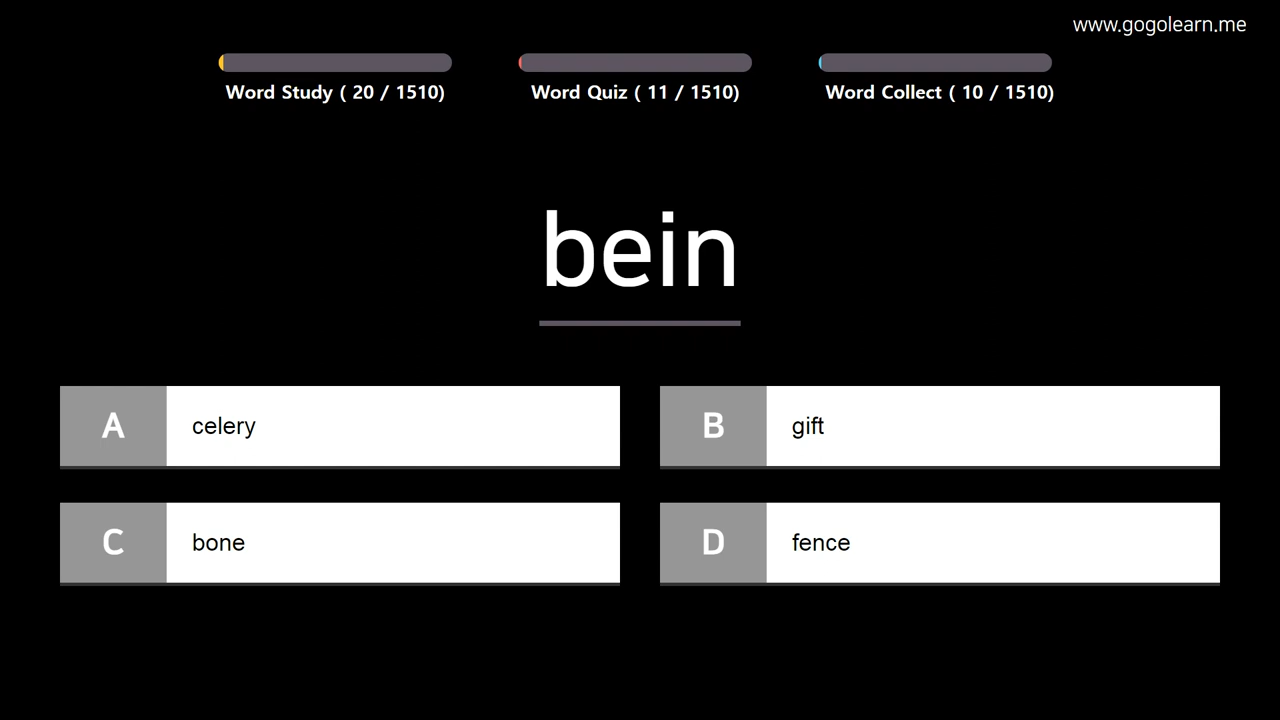 www.gogolearn.me
Word Study ( 20 / 1510)
Word Quiz ( 11 / 1510)
Word Collect ( 10 / 1510)
bein
A celery
B gift
C bone
D fence